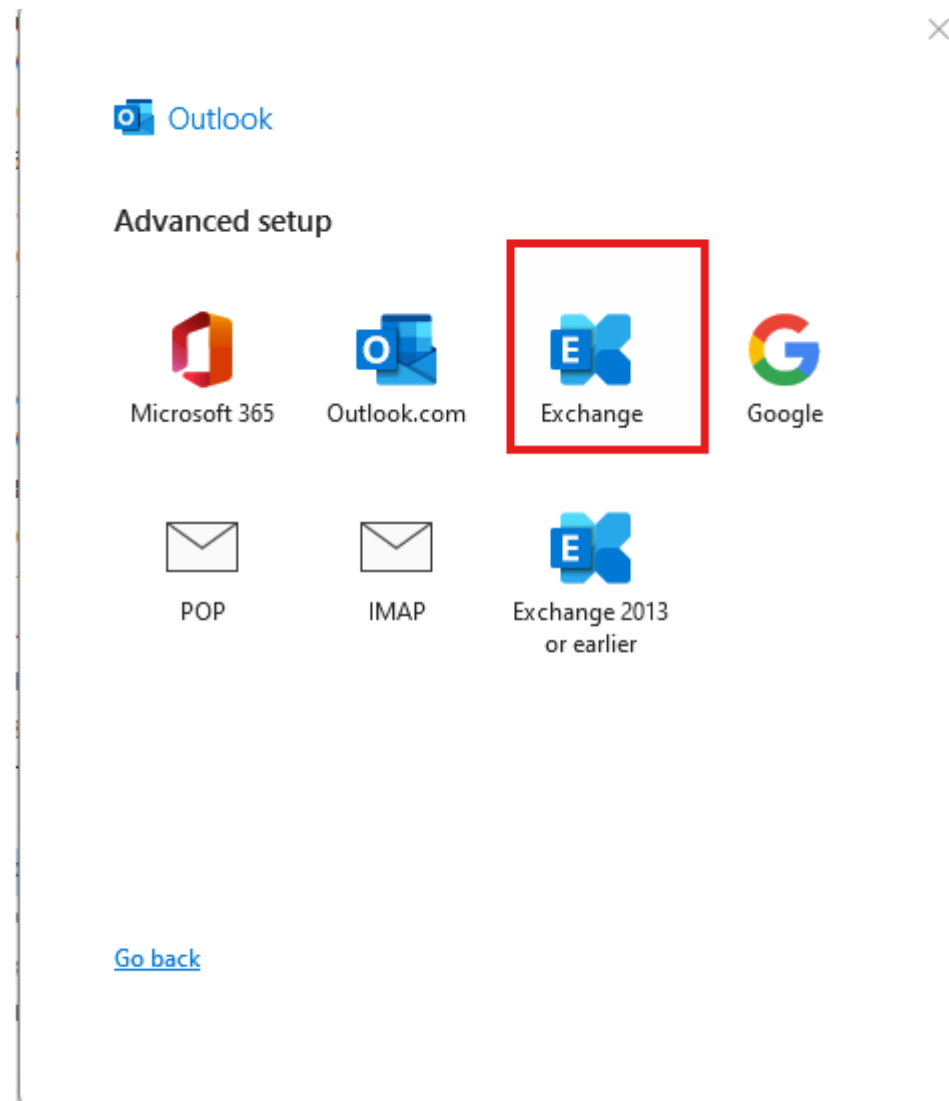 Outlook
Advanced setup
Microsoft 365
Outlook.com
Exchange
Google
POP
IMAP
Exchange 2013
or earlier
Go back